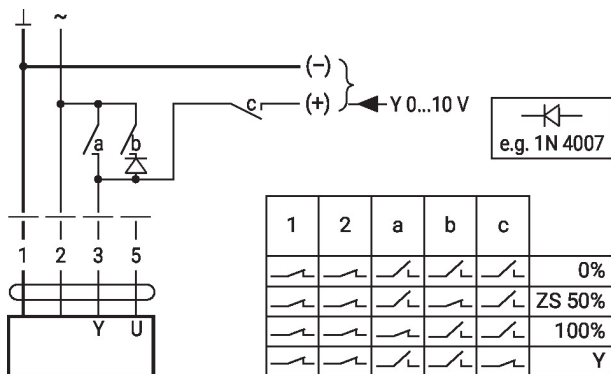 ⊥ ~
(–)
c (+) Y 0...10 V
a b
e.g. 1N 4007
1 2 3 5
Y U
1 2 a b c
0%
ZS 50%
100%
Y